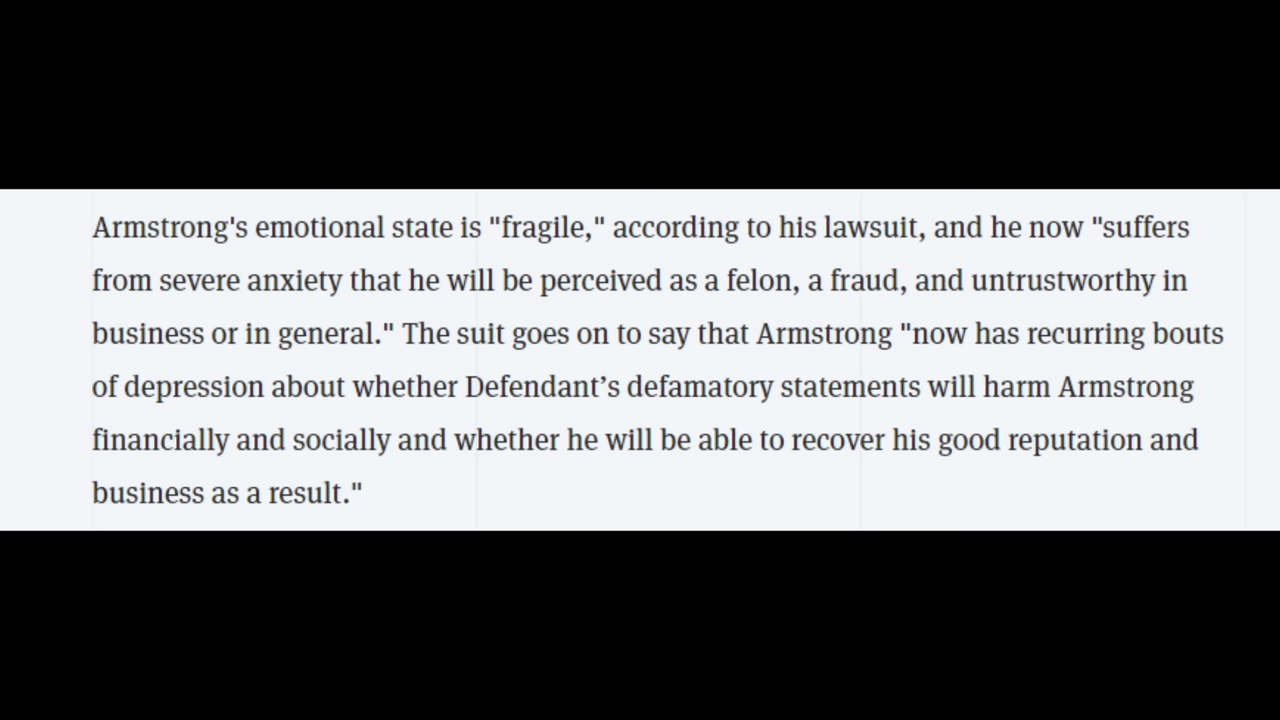 Armstrong's emotional state is "fragile," according to his lawsuit, and he now "suffers
from severe anxiety that he will be perceived as a felon, a fraud, and untrustworthy in
business or in general." The suit goes on to say that Armstrong "now has recurring bouts
of depression about whether Defendant’s defamatory statements will harm Armstrong
financially and socially and whether he will be able to recover his good reputation and
business as a result."